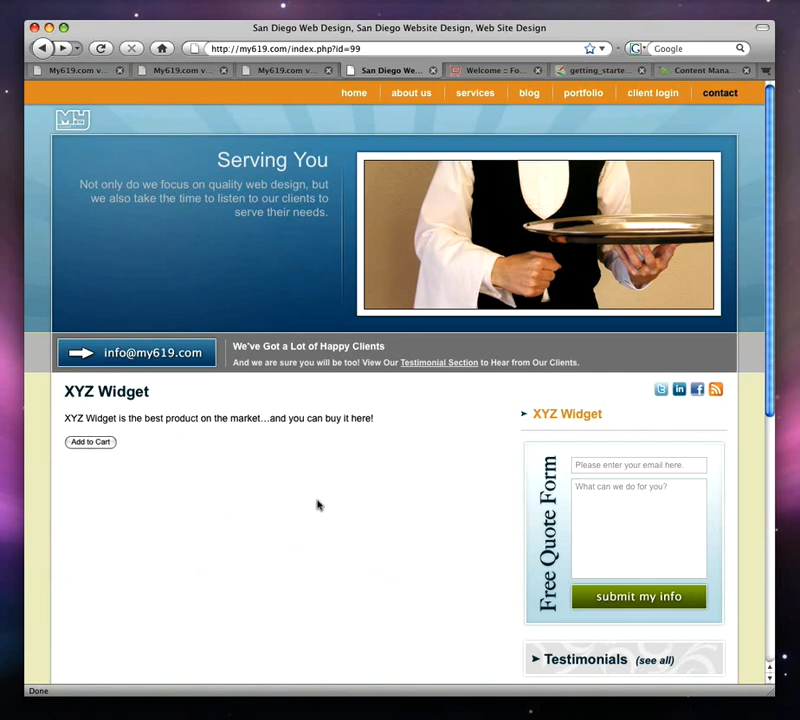 San Diego Web Design, San Diego Website Design, Web Site Design
http://my619.com/index.php?id=99
Google
My619.com v...
My619.com v...
My619.com v...
San Diego We...
Welcome :: Fo...
getting_starte...
Content Mana...
home
about us
services
blog
portfolio
client login
contact
MY
Serving You
Not only do we focus on quality web design, but
we also take the time to listen to our clients to
serve their needs.
info@my619.com
We've Got a Lot of Happy Clients
And we are sure you will be too! View Our Testimonial Section to Hear from Our Clients.
XYZ Widget
XYZ Widget is the best product on the market...and you can buy it here!
Add to Cart
XYZ Widget
Free Quote Form
Please enter your email here.
What can we do for you?
submit my info
Testimonials (see all)
Done